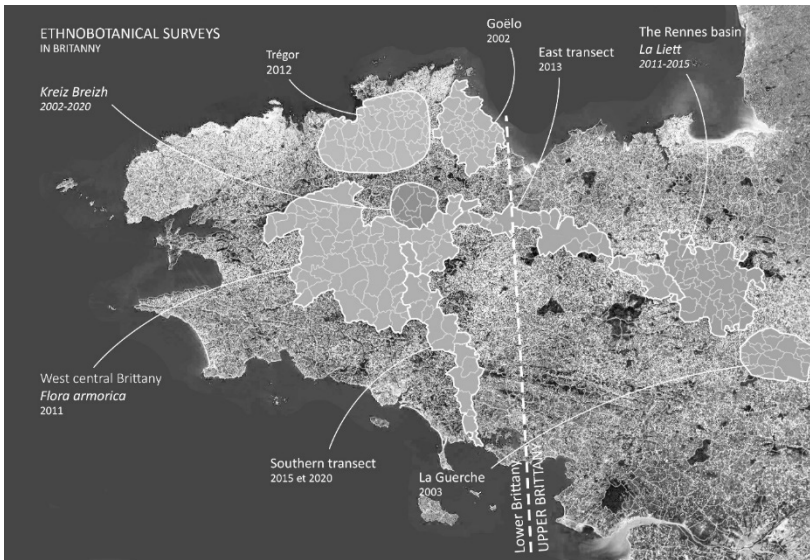 ETHNOBOTANICAL SURVEYS
IN BRITANNY
Trégor
2012
Goëlo
2002
East transect
2013
The Rennes basin
La Liett
2011-2015
Kreiz Breizh
2002-2020
West central Brittany
Flora armorica
2011
Southern transect
2015 et 2020
La Guerche
2003
Lower Brittany
UPPER BRITTANY